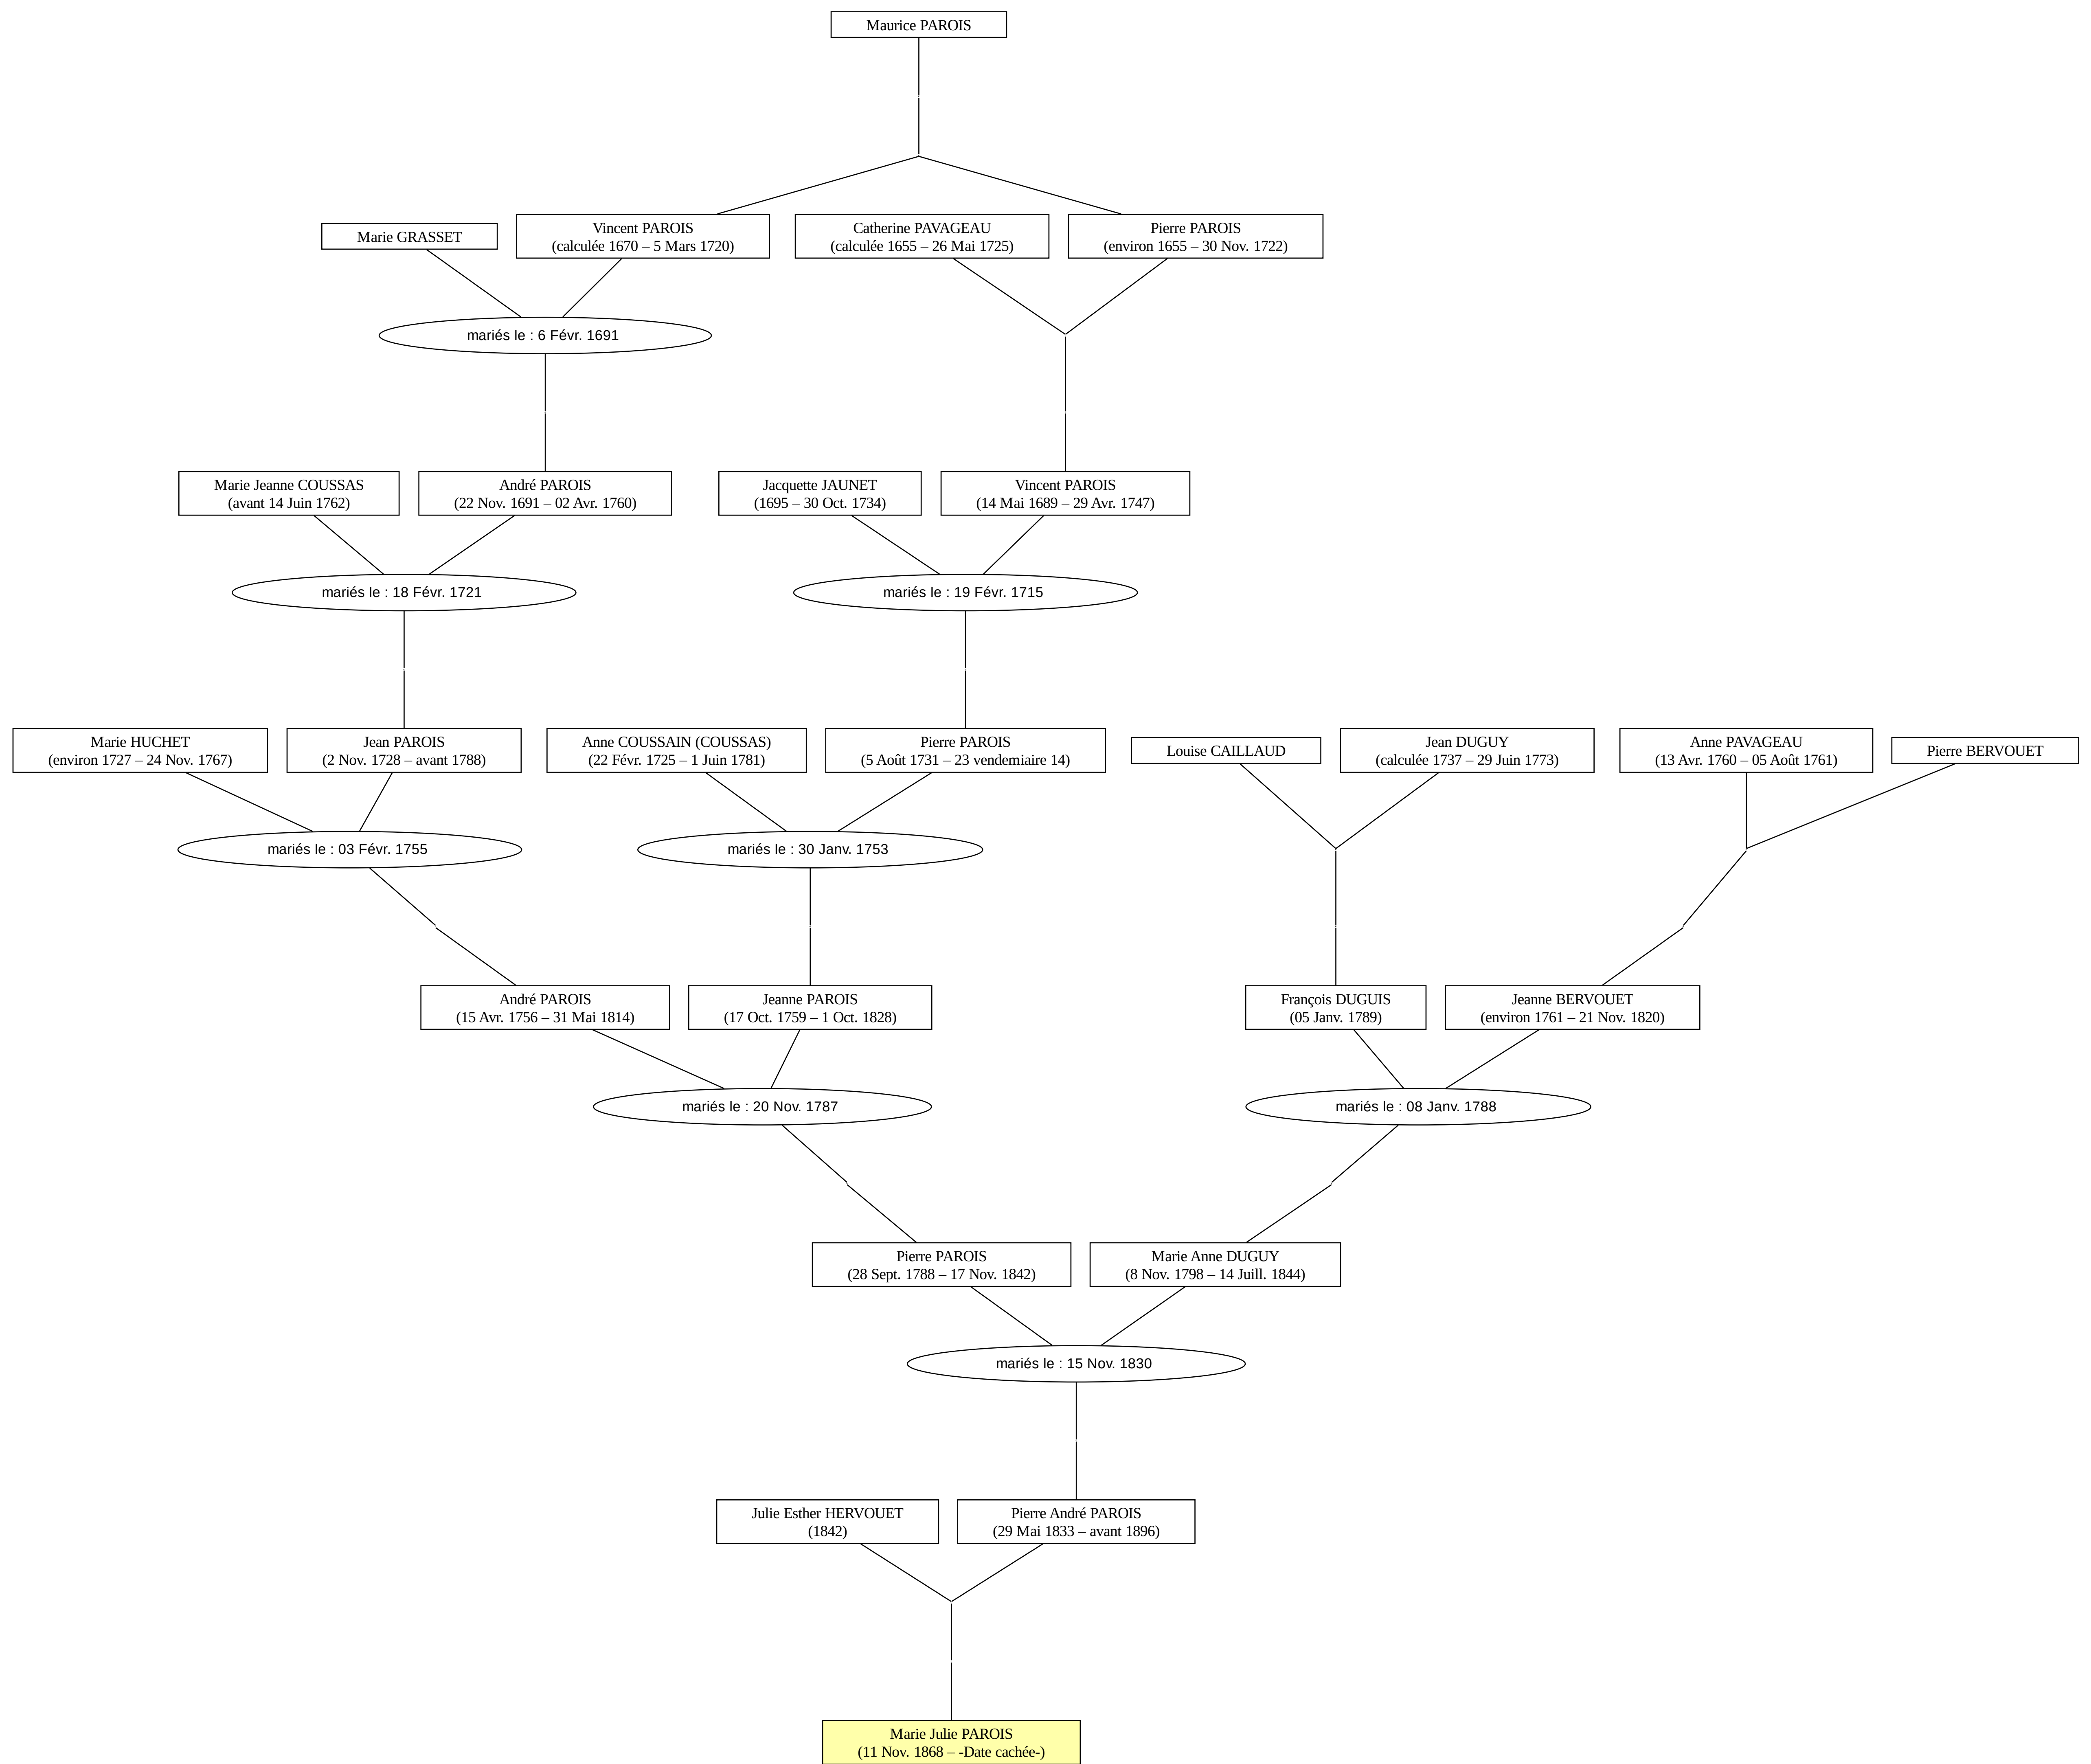 Maurice PAROIS
Marie GRASSET
Vincent PAROIS
(calculée 1670 – 5 Mars 1720)
Catherine PAVAGEAU
(calculée 1655 – 26 Mai 1725)
Pierre PAROIS
(environ 1655 – 30 Nov. 1722)
mariés le : 6 Févr. 1691
Marie Jeanne COUSSAS
(avant 14 Juin 1762)
André PAROIS
(22 Nov. 1691 – 02 Avr. 1760)
Jacquette JAUNET
(1695 – 30 Oct. 1734)
Vincent PAROIS
(14 Mai 1689 – 29 Avr. 1747)
mariés le : 18 Févr. 1721
mariés le : 19 Févr. 1715
Marie HUCHET
(environ 1727 – 24 Nov. 1767)
Jean PAROIS
(2 Nov. 1728 – avant 1788)
Anne COUSSAIN (COUSSAS)
(22 Févr. 1725 – 1 Juin 1781)
Pierre PAROIS
(5 Août 1731 – 23 vendemiaire 14)
Louise CAILLAUD
Jean DUGUY
(calculée 1737 – 29 Juin 1773)
Anne PAVAGEAU
(13 Avr. 1760 – 05 Août 1761)
Pierre BERVOUET
mariés le : 03 Févr. 1755
mariés le : 30 Janv. 1753
André PAROIS
(15 Avr. 1756 – 31 Mai 1814)
Jeanne PAROIS
(17 Oct. 1759 – 1 Oct. 1828)
François DUGUIS
(05 Janv. 1789)
Jeanne BERVOUET
(environ 1761 – 21 Nov. 1820)
mariés le : 20 Nov. 1787
mariés le : 08 Janv. 1788
Pierre PAROIS
(28 Sept. 1788 – 17 Nov. 1842)
Marie Anne DUGUY
(8 Nov. 1798 – 14 Juill. 1844)
mariés le : 15 Nov. 1830
Julie Esther HERVOUET
(1842)
Pierre André PAROIS
(29 Mai 1833 – avant 1896)
Marie Julie PAROIS
(11 Nov. 1868 – -Date cachée-)